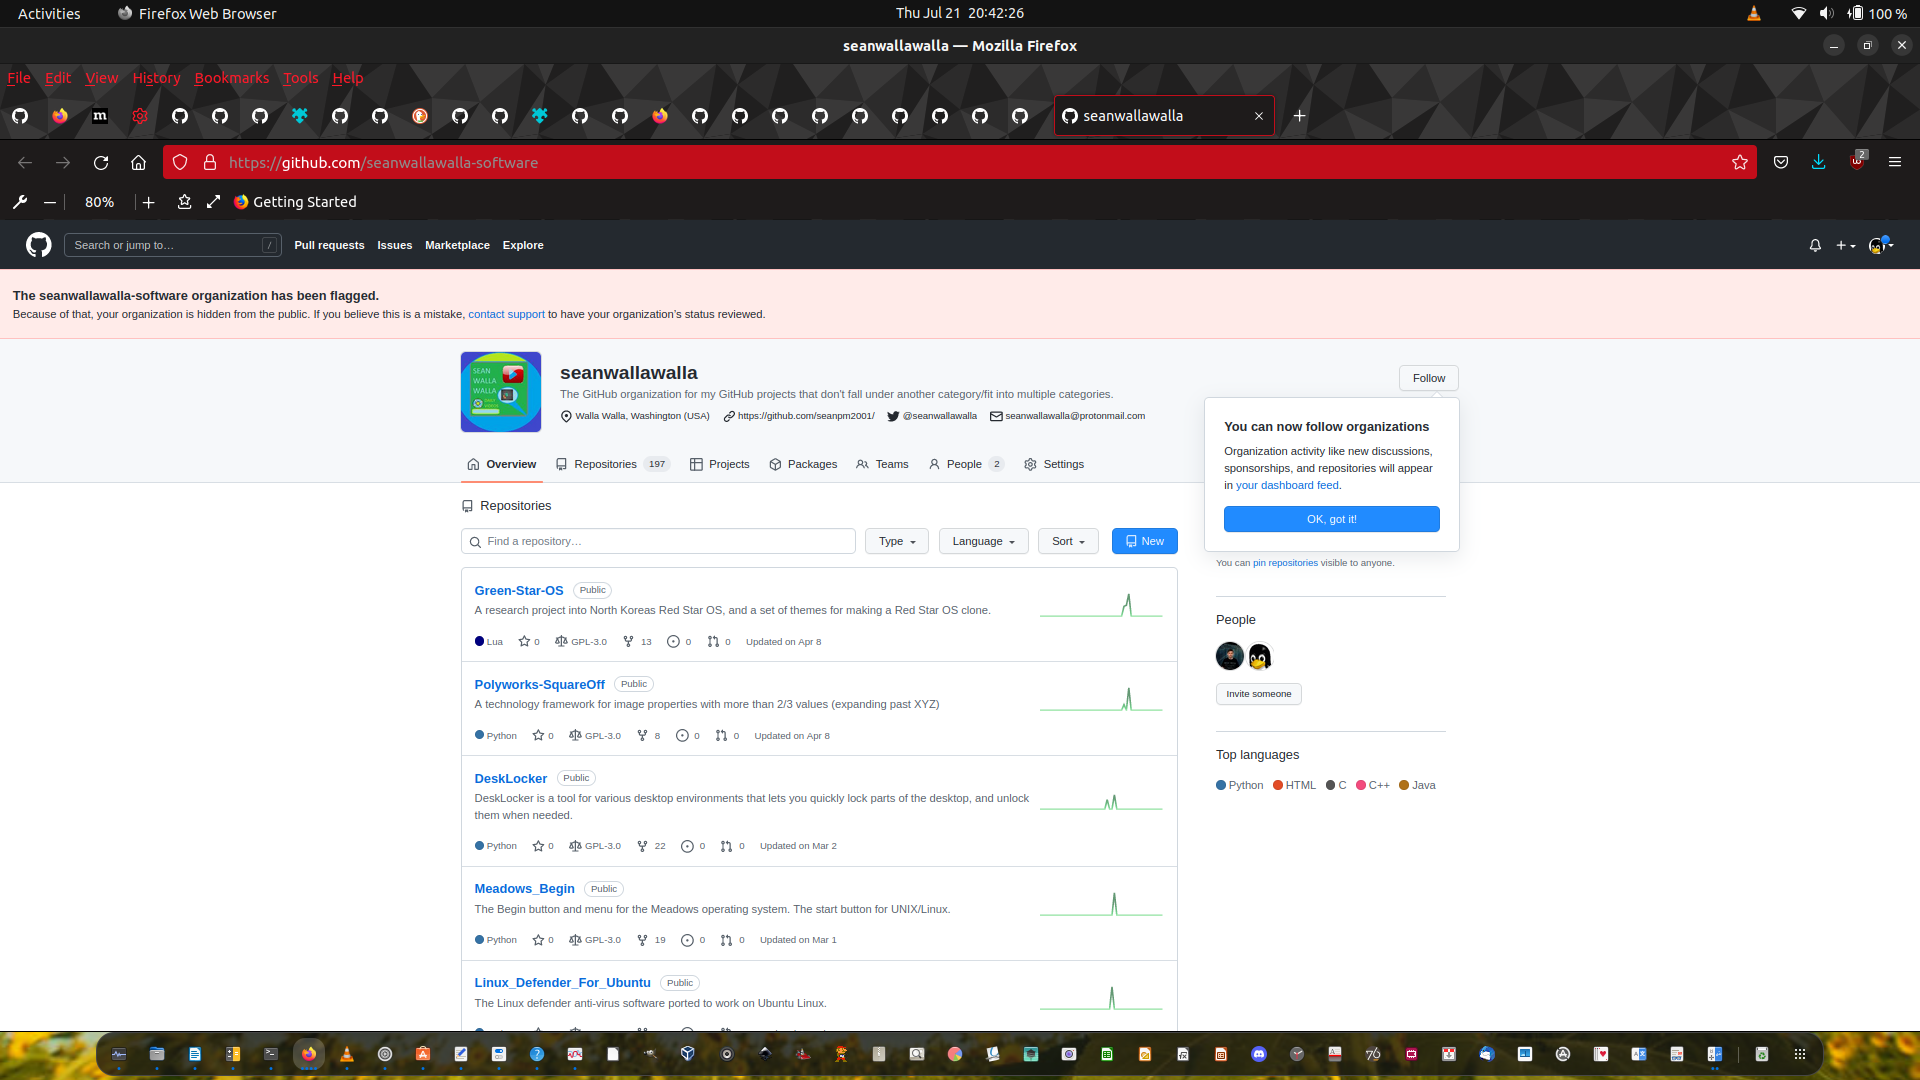 Activities
Firefox Web Browser
Thu Jul 21 20:42:26
100 %
seanwallawalla — Mozilla Firefox
File Edit View History Bookmarks Tools Help
m
seanwallawalla
https://github.com/seanwallawalla-software
2
80%
Getting Started
Search or jump to…
/
Pull requests Issues Marketplace Explore
The seanwallawalla-software organization has been flagged.
Because of that, your organization is hidden from the public. If you believe this is a mistake, contact support to have your organization's status reviewed.
SEAN
WALLA
WALLA
seanwallawalla
The GitHub organization for my GitHub projects that don't fall under another category/fit into multiple categories.
Walla Walla, Washington (USA) https://github.com/seanpm2001/ @seanwallawalla seanwallawalla@protonmail.com
Follow
You can now follow organizations
Organization activity like new discussions,
sponsorships, and repositories will appear
in your dashboard feed.
OK, got it!
Overview Repositories 197 Projects Packages Teams People 2 Settings
Repositories
Find a repository…
Type Language Sort New
Green-Star-OS Public
A research project into North Koreas Red Star OS, and a set of themes for making a Red Star OS clone.
Lua 0 GPL-3.0 13 0 0 Updated on Apr 8
Polyworks-SquareOff Public
A technology framework for image properties with more than 2/3 values (expanding past XYZ)
Python 0 GPL-3.0 8 0 0 Updated on Apr 8
DeskLocker Public
DeskLocker is a tool for various desktop environments that lets you quickly lock parts of the desktop, and unlock
them when needed.
Python 0 GPL-3.0 22 0 0 Updated on Mar 2
Meadows_Begin Public
The Begin button and menu for the Meadows operating system. The start button for UNIX/Linux.
Python 0 GPL-3.0 19 0 0 Updated on Mar 1
Linux_Defender_For_Ubuntu Public
The Linux defender anti-virus software ported to work on Ubuntu Linux.
You can pin repositories visible to anyone.
People
Invite someone
Top languages
Python HTML C C++ Java
76